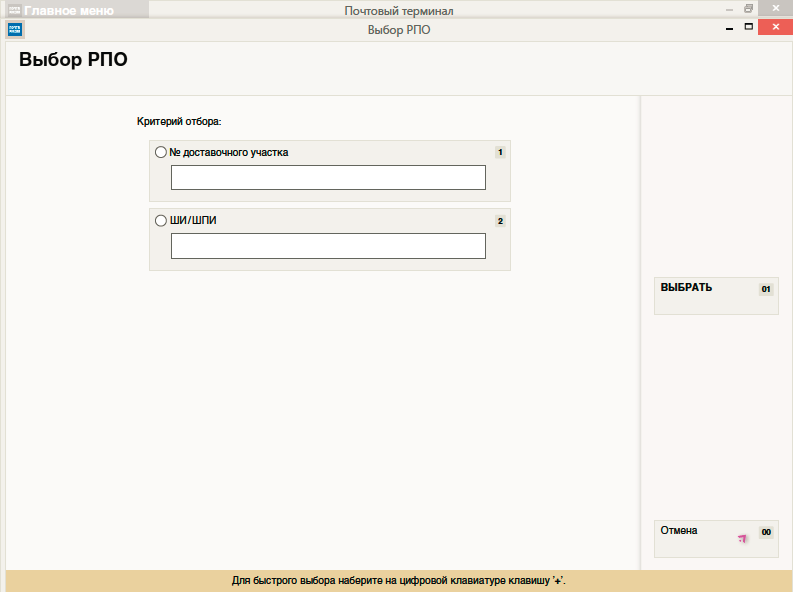 Главное меню
Почтовый терминал
Выбор РПО
Выбор РПО
Критерий отбора:
№ доставочного участка 1
ШИ/ШПИ 2
ВЫБРАТЬ 01
Отмена 00
Для быстрого выбора наберите на цифровой клавиатуре клавишу '+'.